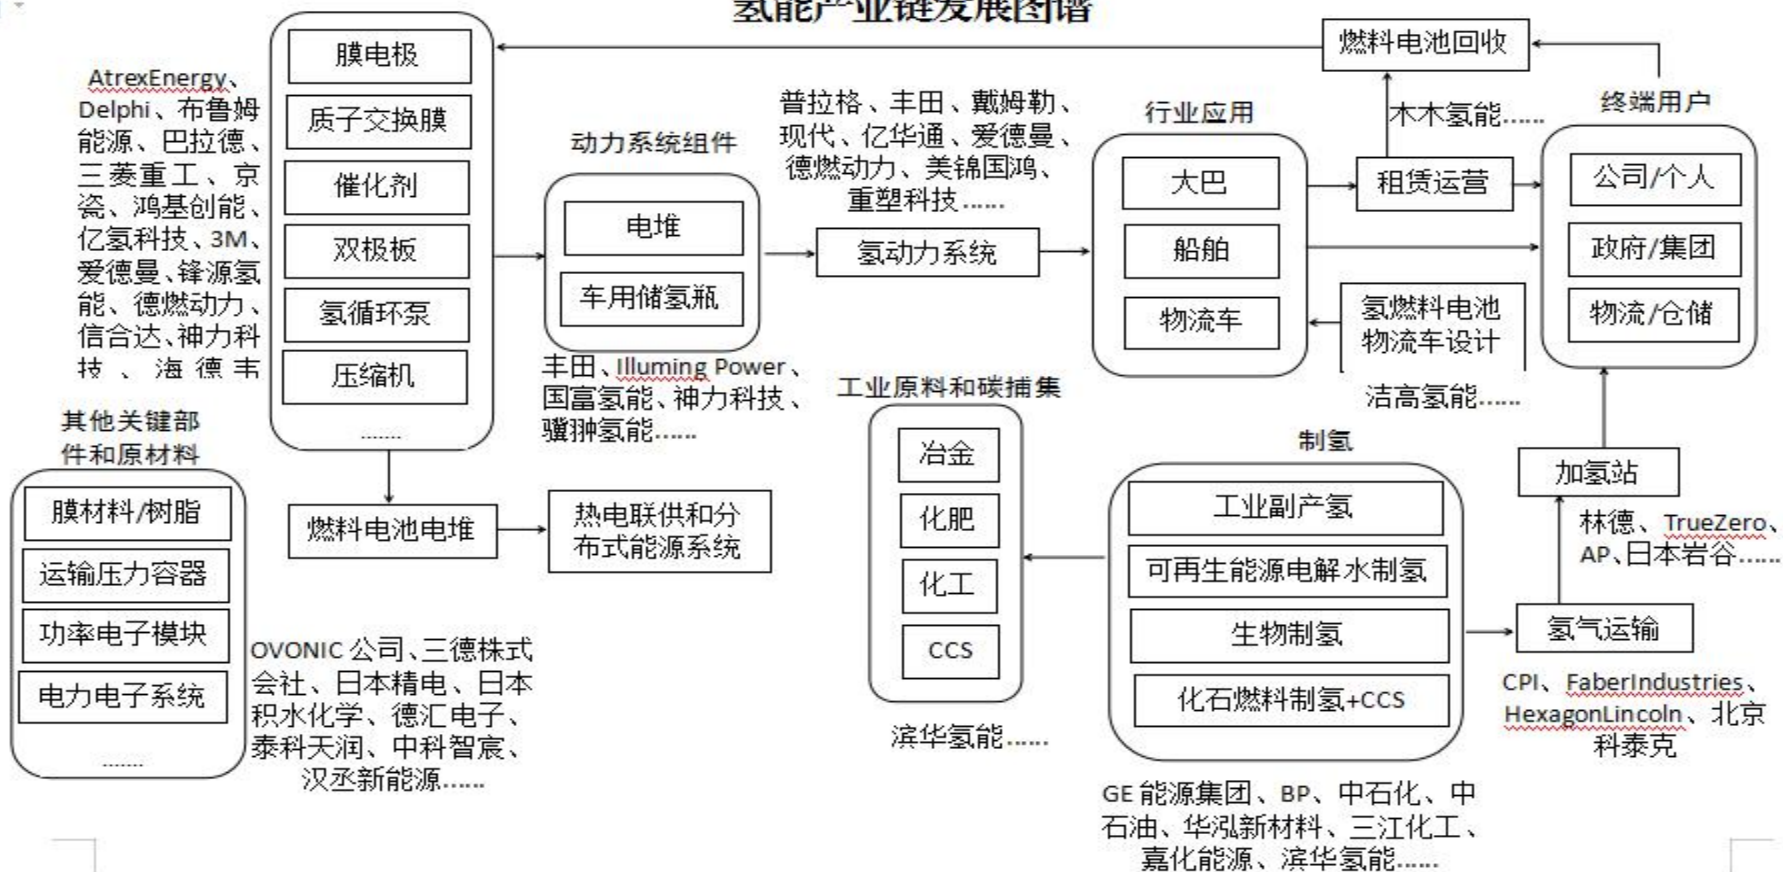 氢能产业链发展图谱
膜电极
质子交换膜
催化剂
双极板
氢循环泵
压缩机
.......
AtrexEnergy、
Delphi、布鲁姆
能源、巴拉德、
三菱重工、京
瓷、鸿基创能、
亿氢科技、3M、
爱德曼、锋源氢
能、德燃动力、
信合达、神力科
技、海德韦
其他关键部
件和原材料
膜材料/树脂
运输压力容器
功率电子模块
电力电子系统
.......
OVONIC 公司、三德株式
会社、日本精电、日本
积水化学、德汇电子、
泰科天润、中科智宸、
汉丞新能源……
燃料电池电堆
热电联供和分
布式能源系统
动力系统组件
电堆
车用储氢瓶
丰田、Illuming Power、
国富氢能、神力科技、
骥翀氢能……
普拉格、丰田、戴姆勒、
现代、亿华通、爱德曼、
德燃动力、美锦国鸿、
重塑科技……
氢动力系统
行业应用
大巴
船舶
物流车
燃料电池回收
木木氢能……
租赁运营
终端用户
公司/个人
政府/集团
物流/仓储
氢燃料电池
物流车设计
洁高氢能……
工业原料和碳捕集
冶金
化肥
化工
CCS
滨华氢能……
制氢
工业副产氢
可再生能源电解水制氢
生物制氢
化石燃料制氢+CCS
GE 能源集团、BP、中石化、中
石油、华泓新材料、三江化工、
嘉化能源、滨华氢能……
加氢站
林德、TrueZero、
AP、日本岩谷……
氢气运输
CPI、FaberIndustries、
HexagonLincoln、北京
科泰克